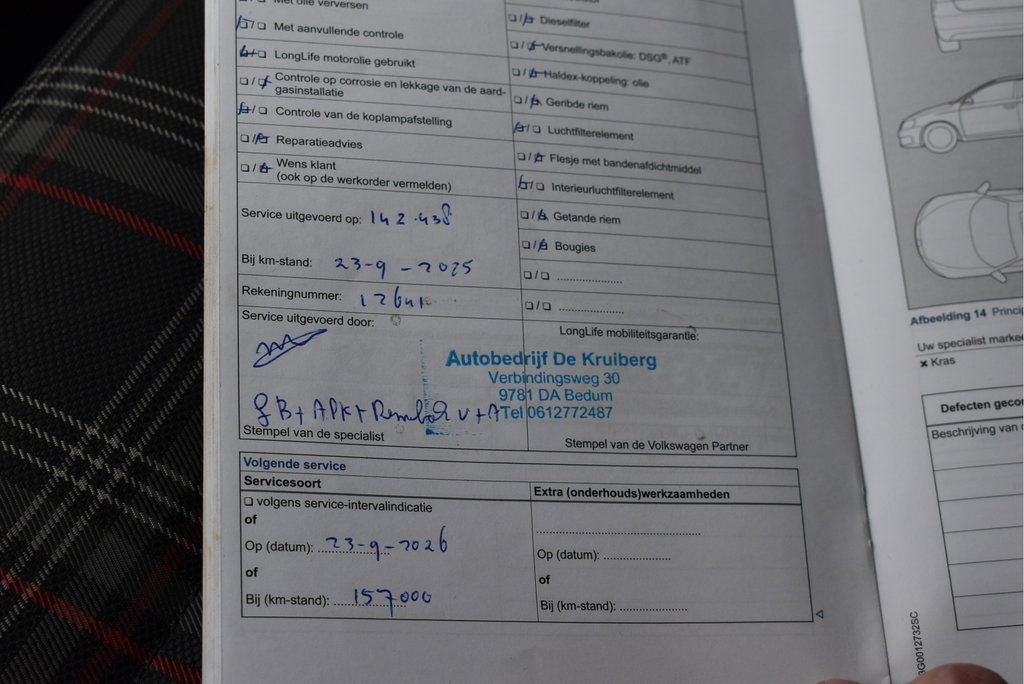 Met olie verversen
Met aanvullende controle
LongLife motorolie gebruikt
Controle op corrosie en lekkage van de aard-
gasinstallatie
Controle van de koplampafstelling
Reparatieadvies
Wens klant
(ook op de werkorder vermelden)
Service uitgevoerd op: 142.438
Bij km-stand: 23-9-2025
Rekeningnummer:
Service uitgevoerd door:
Stempel van de specialist
Dieselfilter
Versnellingsbakolie: DSG®, ATF
Haldex-koppeling: olie
Geribde riem
Luchtfilterelement
Flesje met bandenafdichtmiddel
Interieurluchtfilterelement
Getande riem
Bougies
LongLife mobiliteitsgarantie:
Autobedrijf De Kruiberg
Verbindingsweg 30
9781 DA Bedum
Tel 0612772487
Stempel van de Volkswagen Partner
Volgende service
Servicesoort
volgens service-intervalindicatie
of
Op (datum): 23-9-2026
of
Bij (km-stand): 157000
Extra (onderhouds)werkzaamheden
Op (datum):
of
Bij (km-stand):
Afbeelding 14
Uw specialist
Kras
Defecten
Beschrijving van
3G0012732SC